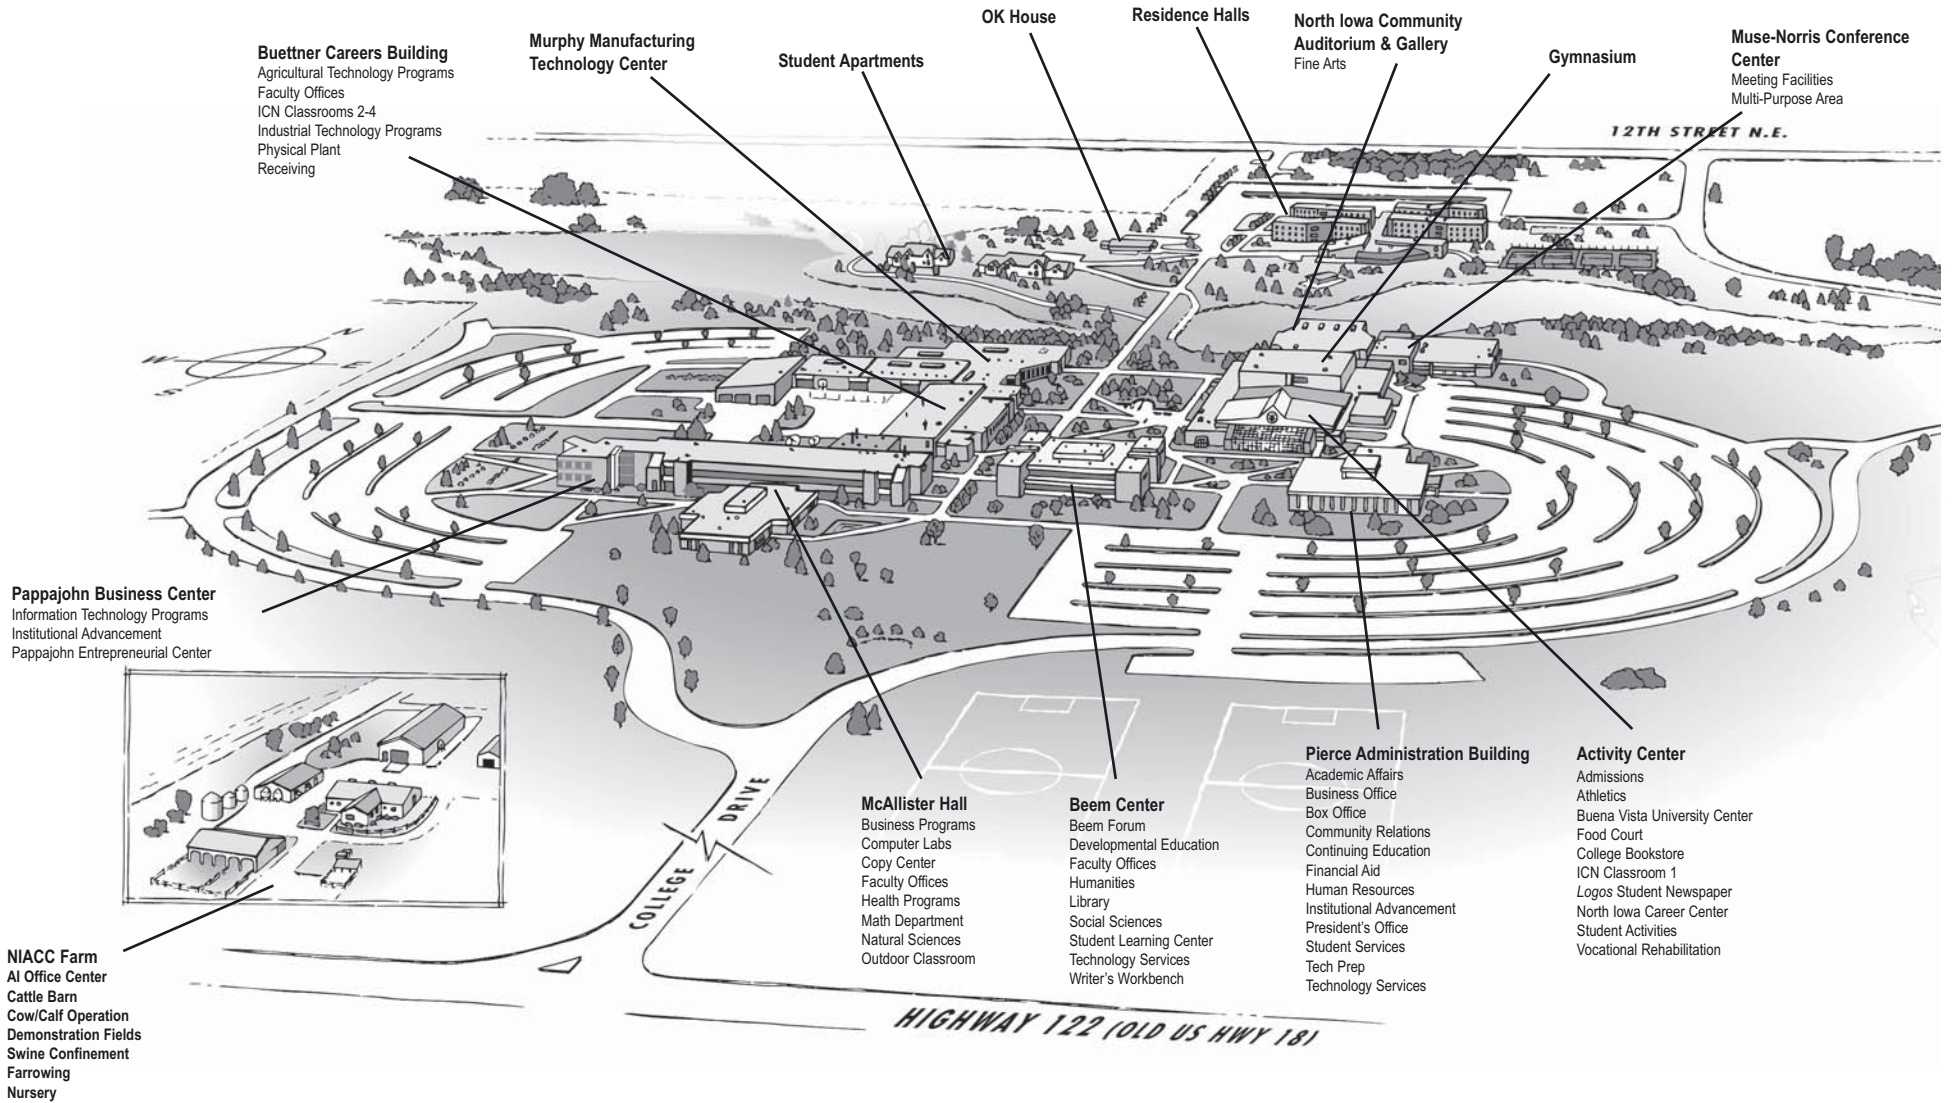 Buettner Careers Building
Agricultural Technology Programs
Faculty Offices
ICN Classrooms 2-4
Industrial Technology Programs
Physical Plant
Receiving
Murphy Manufacturing
Technology Center
Student Apartments
OK House
Residence Halls
North Iowa Community
Auditorium & Gallery
Fine Arts
Gymnasium
Muse-Norris Conference
Center
Meeting Facilities
Multi-Purpose Area
12TH STREET N.E.
N
W
E
S
Pappajohn Business Center
Information Technology Programs
Institutional Advancement
Pappajohn Entrepreneurial Center
NIACC Farm
AI Office Center
Cattle Barn
Cow/Calf Operation
Demonstration Fields
Swine Confinement
Farrowing
Nursery
COLLEGE DRIVE
McAllister Hall
Business Programs
Computer Labs
Copy Center
Faculty Offices
Health Programs
Math Department
Natural Sciences
Outdoor Classroom
Beem Center
Beem Forum
Developmental Education
Faculty Offices
Humanities
Library
Social Sciences
Student Learning Center
Technology Services
Writer's Workbench
Pierce Administration Building
Academic Affairs
Business Office
Box Office
Community Relations
Continuing Education
Financial Aid
Human Resources
Institutional Advancement
President's Office
Student Services
Tech Prep
Technology Services
Activity Center
Admissions
Athletics
Buena Vista University Center
Food Court
College Bookstore
ICN Classroom 1
Logos Student Newspaper
North Iowa Career Center
Student Activities
Vocational Rehabilitation
HIGHWAY 122 (OLD US HWY 18)